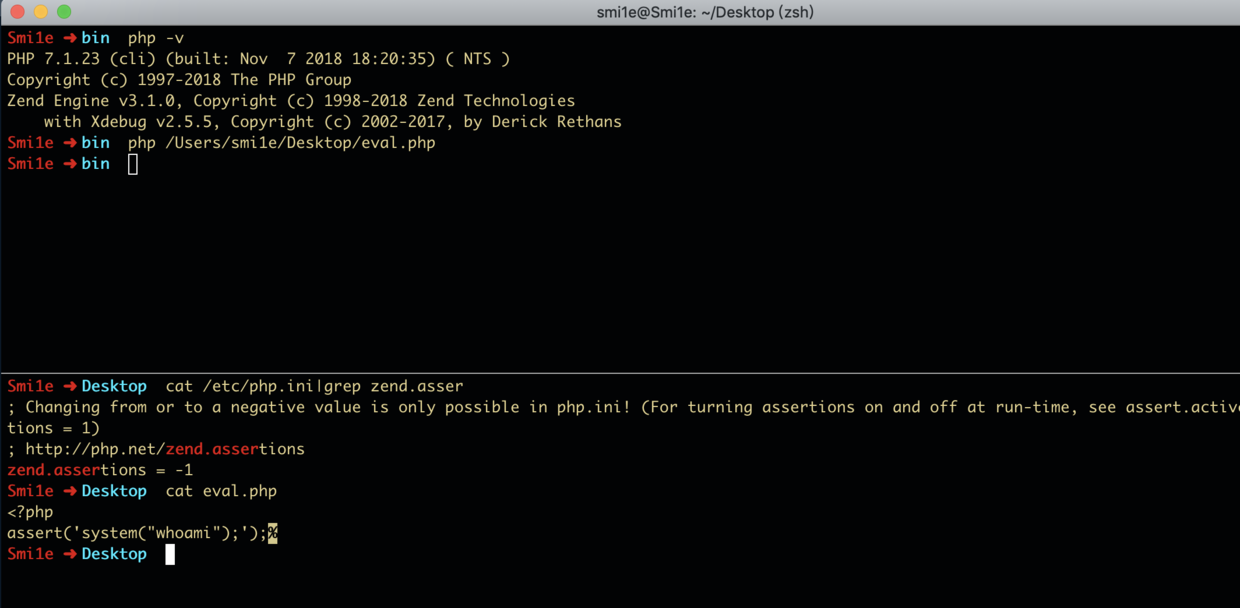 smi1e@Smi1e: ~/Desktop (zsh)
Smi1e ➜ bin php -v
PHP 7.1.23 (cli) (built: Nov  7 2018 18:20:35) ( NTS )
Copyright (c) 1997-2018 The PHP Group
Zend Engine v3.1.0, Copyright (c) 1998-2018 Zend Technologies
    with Xdebug v2.5.5, Copyright (c) 2002-2017, by Derick Rethans
Smi1e ➜ bin php /Users/smi1e/Desktop/eval.php
Smi1e ➜ bin
Smi1e ➜ Desktop cat /etc/php.ini|grep zend.asser
; Changing from or to a negative value is only possible in php.ini! (For turning assertions on and off at run-time, see assert.activ
tions = 1)
; http://php.net/zend.assertions
zend.assertions = -1
Smi1e ➜ Desktop cat eval.php
<?php
assert('system("whoami");');%
Smi1e ➜ Desktop